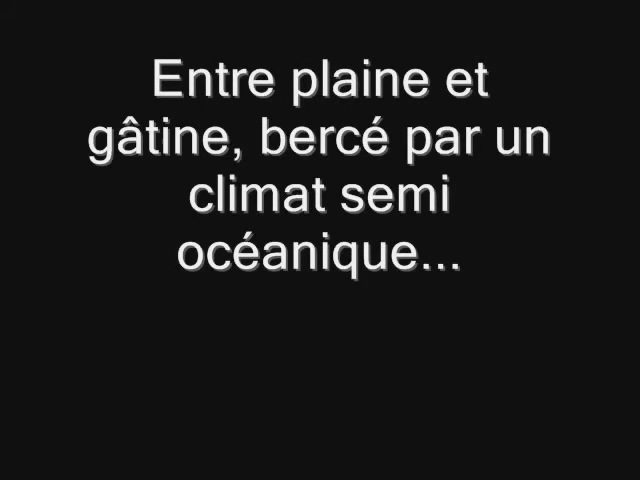 Entre plaine et
gâtine, bercé par un
climat semi
océanique...